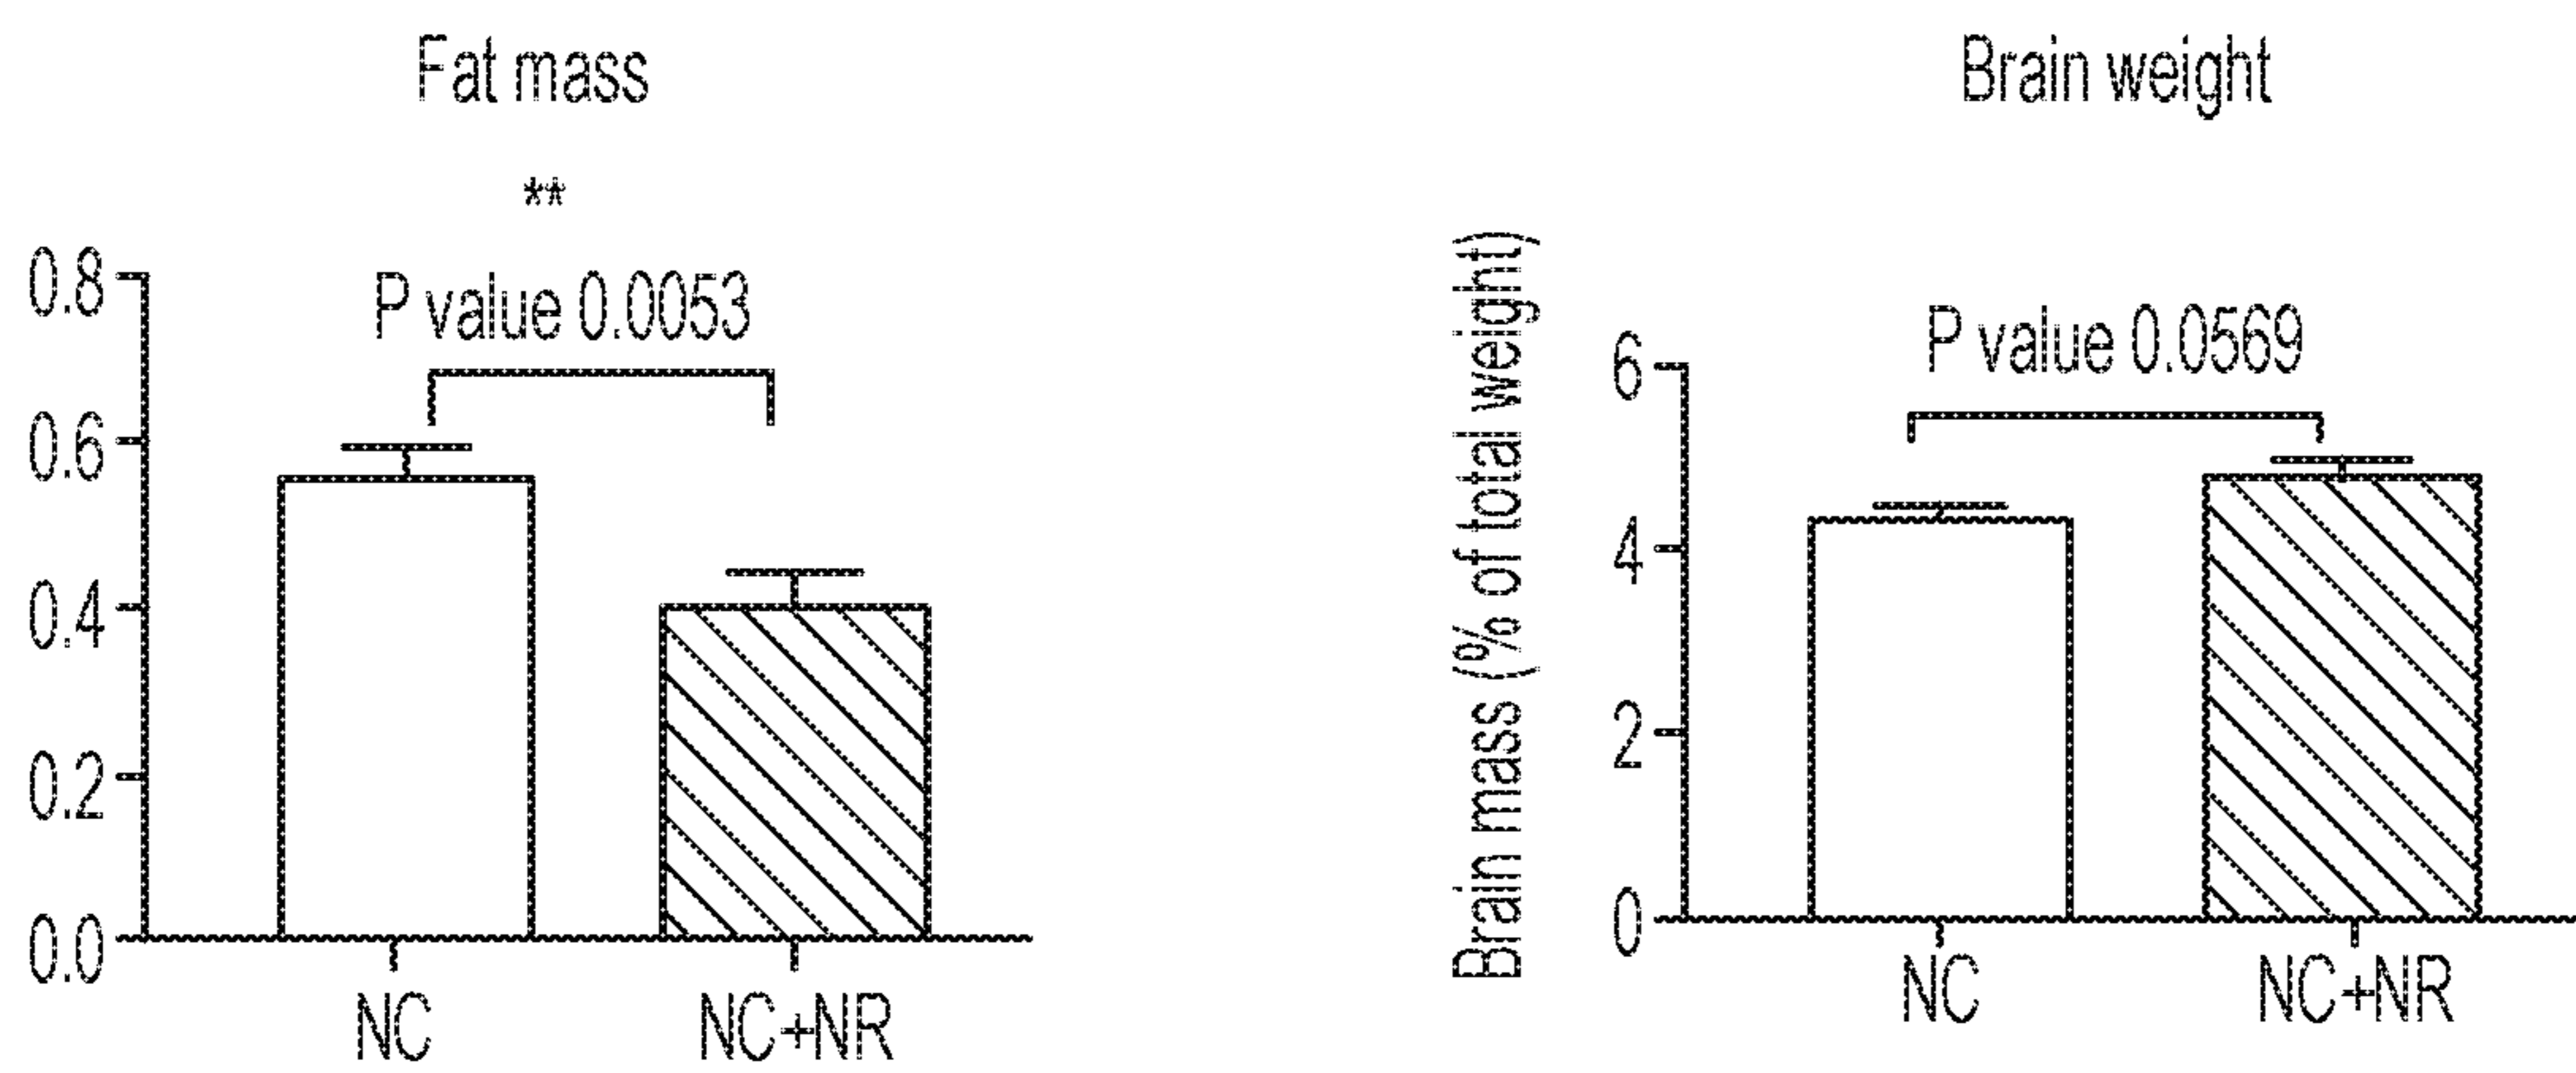 Fat mass
**
P value 0.0053
0.8
0.6
0.4
0.2
0.0
NC
NC+NR
Brain weight
Brain mass (% of total weight)
P value 0.0569
6
4
2
0
NC
NC+NR